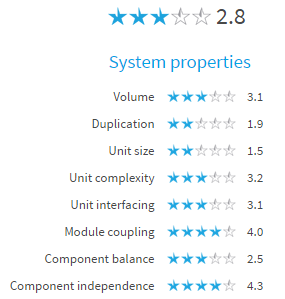 2.8
System properties
Volume 3.1
Duplication 1.9
Unit size 1.5
Unit complexity 3.2
Unit interfacing 3.1
Module coupling 4.0
Component balance 2.5
Component independence 4.3